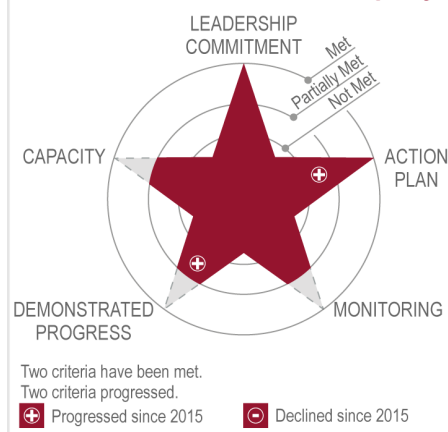 LEADERSHIP
COMMITMENT
Met
Partially Met
Not Met
CAPACITY
ACTION
PLAN
DEMONSTRATED
PROGRESS
MONITORING
Two criteria have been met.
Two criteria progressed.
Progressed since 2015
Declined since 2015